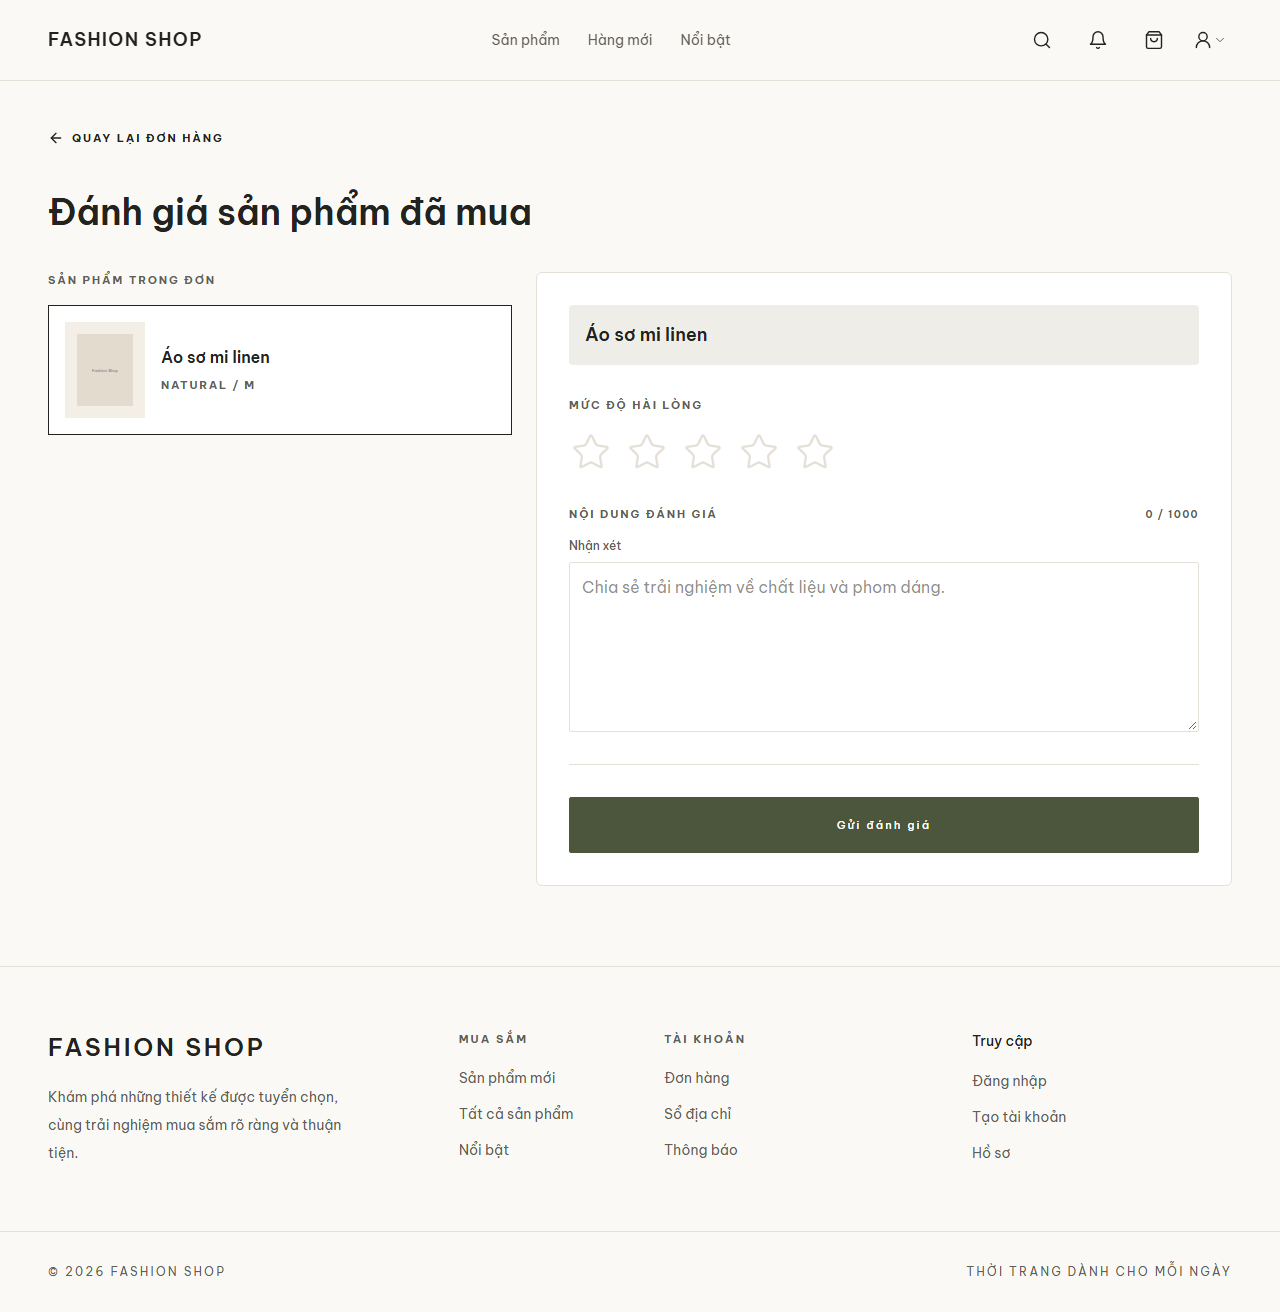 FASHION SHOP
Sản phẩm
Hàng mới
Nổi bật
QUAY LẠI ĐƠN HÀNG
Đánh giá sản phẩm đã mua
SẢN PHẨM TRONG ĐƠN
Fashion Shop
Áo sơ mi linen
NATURAL / M
Áo sơ mi linen
MỨC ĐỘ HÀI LÒNG
NỘI DUNG ĐÁNH GIÁ
0 / 1000
Nhận xét
Chia sẻ trải nghiệm về chất liệu và phom dáng.
Gửi đánh giá
FASHION SHOP
Khám phá những thiết kế được tuyển chọn,
cùng trải nghiệm mua sắm rõ ràng và thuận
tiện.
MUA SẮM
Sản phẩm mới
Tất cả sản phẩm
Nổi bật
TÀI KHOẢN
Đơn hàng
Sổ địa chỉ
Thông báo
Truy cập
Đăng nhập
Tạo tài khoản
Hồ sơ
© 2026 FASHION SHOP
THỜI TRANG DÀNH CHO MỖI NGÀY